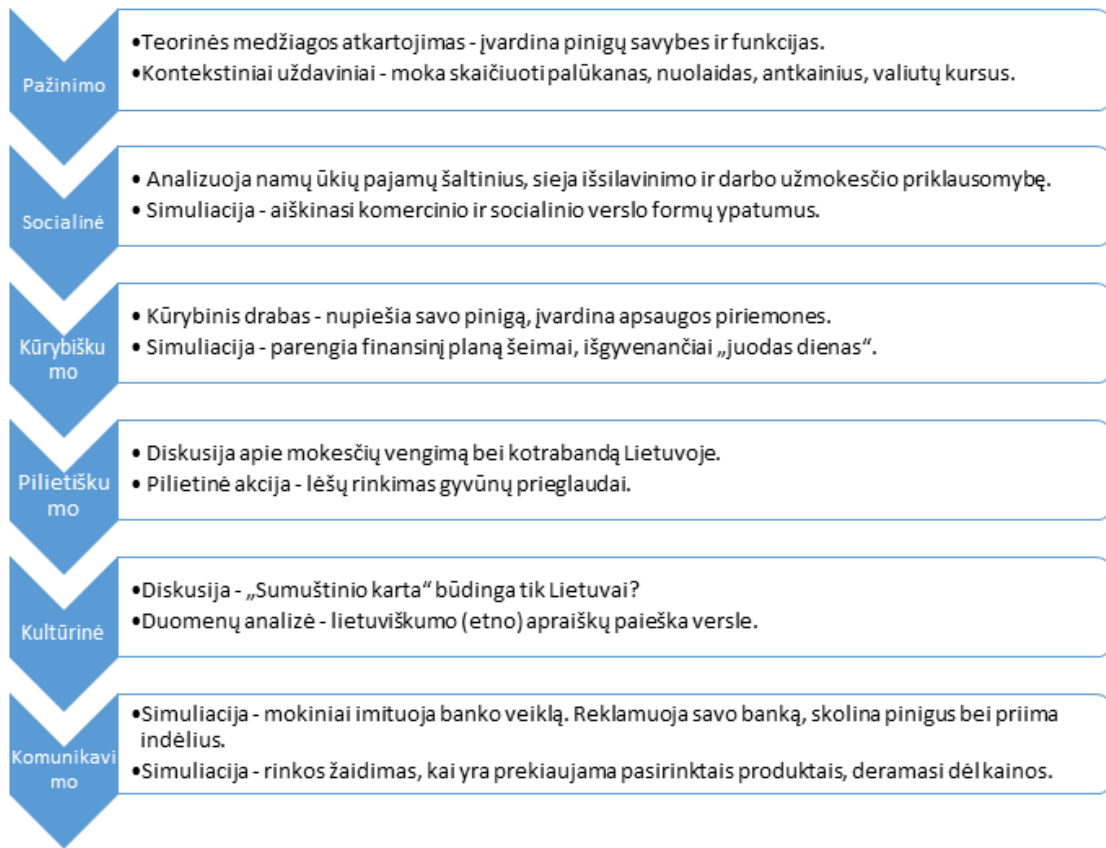 Pažinimo
•Teorinės medžiagos atkartojimas - įvardina pinigų savybes ir funkcijas.
•Kontekstiniai uždaviniai - moka skaičiuoti palūkanas, nuolaidas, antkainius, valiutų kursus.
Socialinė
• Analizuoja namų ūkių pajamų šaltinius, sieja išsilavinimo ir darbo užmokesčio priklausomybę.
• Simuliacija - aiškinasi komercinio ir socialinio verslo formų ypatumus.
Kūrybišku
mo
• Kūrybinis drabas - nupiešia savo pinigą, įvardina apsaugos piriemones.
• Simuliacija - parengia finansinį planą šeimai, išgyvenančiai „juodas dienas“.
Pilietišku
mo
• Diskusija apie mokesčių vengimą bei kotrabandą Lietuvoje.
• Pilietinė akcija - lėšų rinkimas gyvūnų prieglaudai.
Kultūrinė
•Diskusija - „Sumuštinio karta“ būdinga tik Lietuvai?
•Duomenų analizė - lietuviškumo (etno) apraiškų paieška versle.
Komunikavi
mo
•Simuliacija - mokiniai imituoja banko veiklą. Reklamuoja savo banką, skolina pinigus bei priima
indėlius.
•Simuliacija - rinkos žaidimas, kai yra prekiaujama pasirinktais produktais, deramasi dėl kainos.